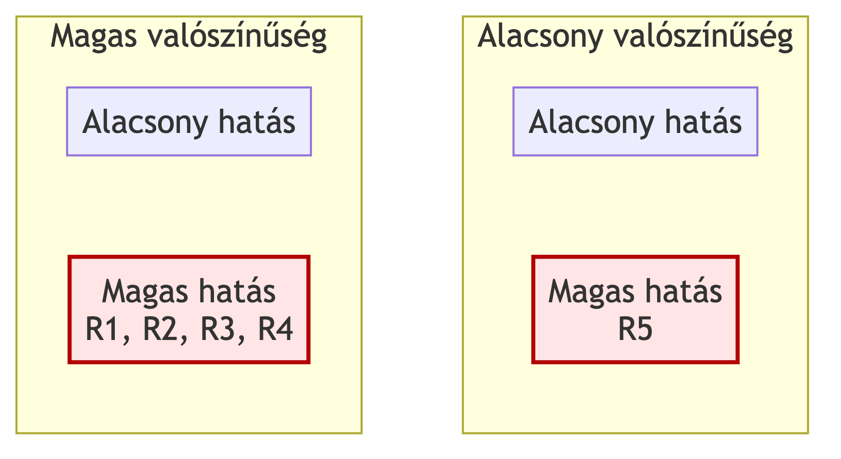 Magas valószínűség
Alacsony hatás
Magas hatás
R1, R2, R3, R4
Alacsony valószínűség
Alacsony hatás
Magas hatás
R5